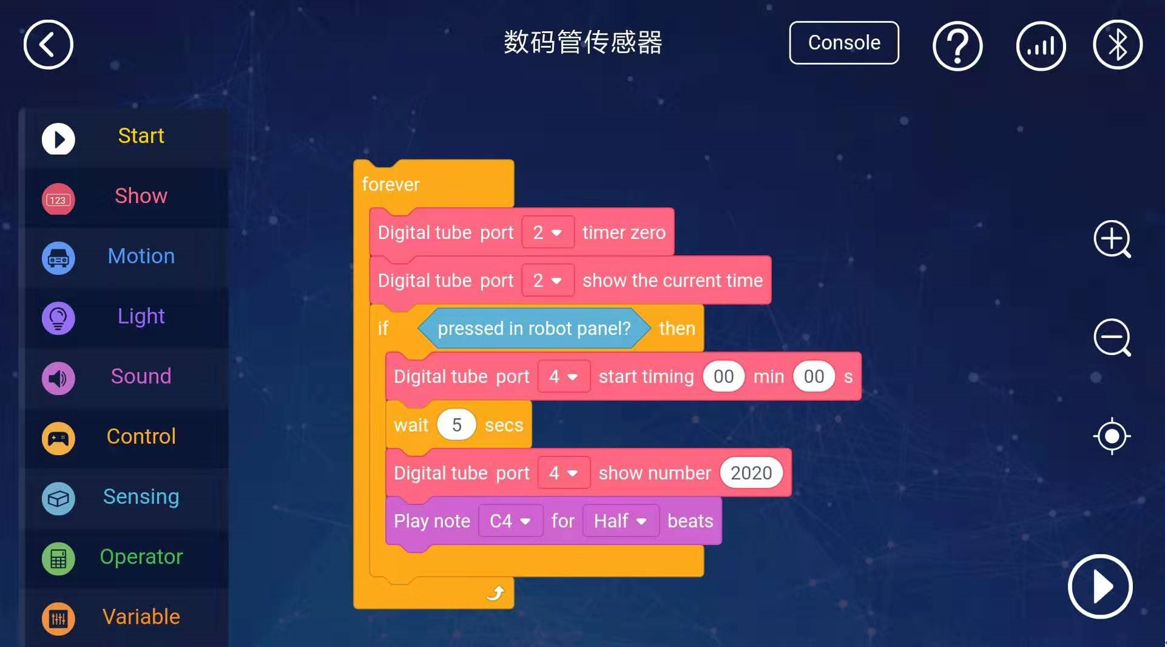 数码管传感器
Console
Start
123
Show
Motion
Light
Sound
Control
Sensing
Operator
Variable
forever
Digital tube port 2 timer zero
Digital tube port 2 show the current time
if pressed in robot panel? then
Digital tube port 4 start timing 00 min 00 s
wait 5 secs
Digital tube port 4 show number 2020
Play note C4 for Half beats